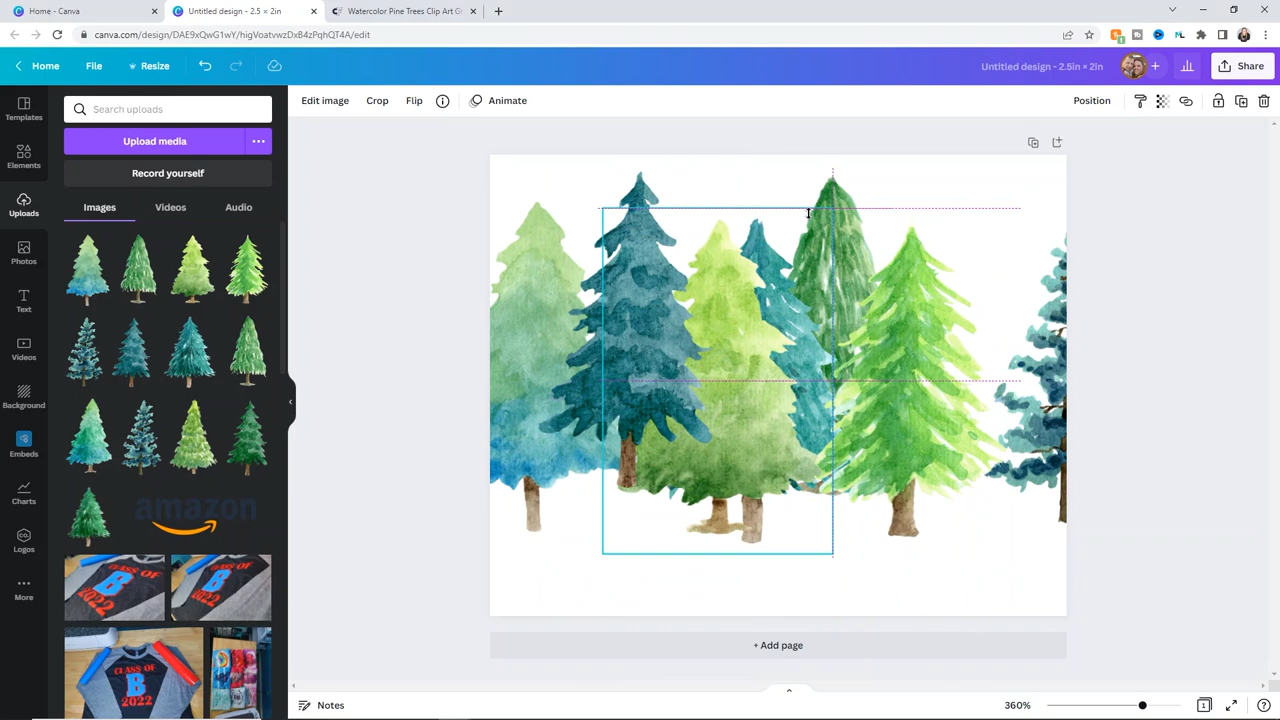 Home - Canva
Untitled design - 2.5 × 2in
Watercolor Pine Trees Clip Art Gr
canva.com/design/DAE9xQwG1wY/higVoatvwzDxB4zPqhQT4A/edit
Home File Resize
Untitled design - 2.5in × 2in
Share
Templates
Elements
Uploads
Photos
Text
Videos
Background
Embeds
Charts
Logos
More
Search uploads
Upload media
Record yourself
Images Videos Audio
amazon
CLASS OF
B
2022
CLASS OF
B
2022
CLASS OF
B
2022
Edit image Crop Flip Animate
Position
+ Add page
Notes
360%
1